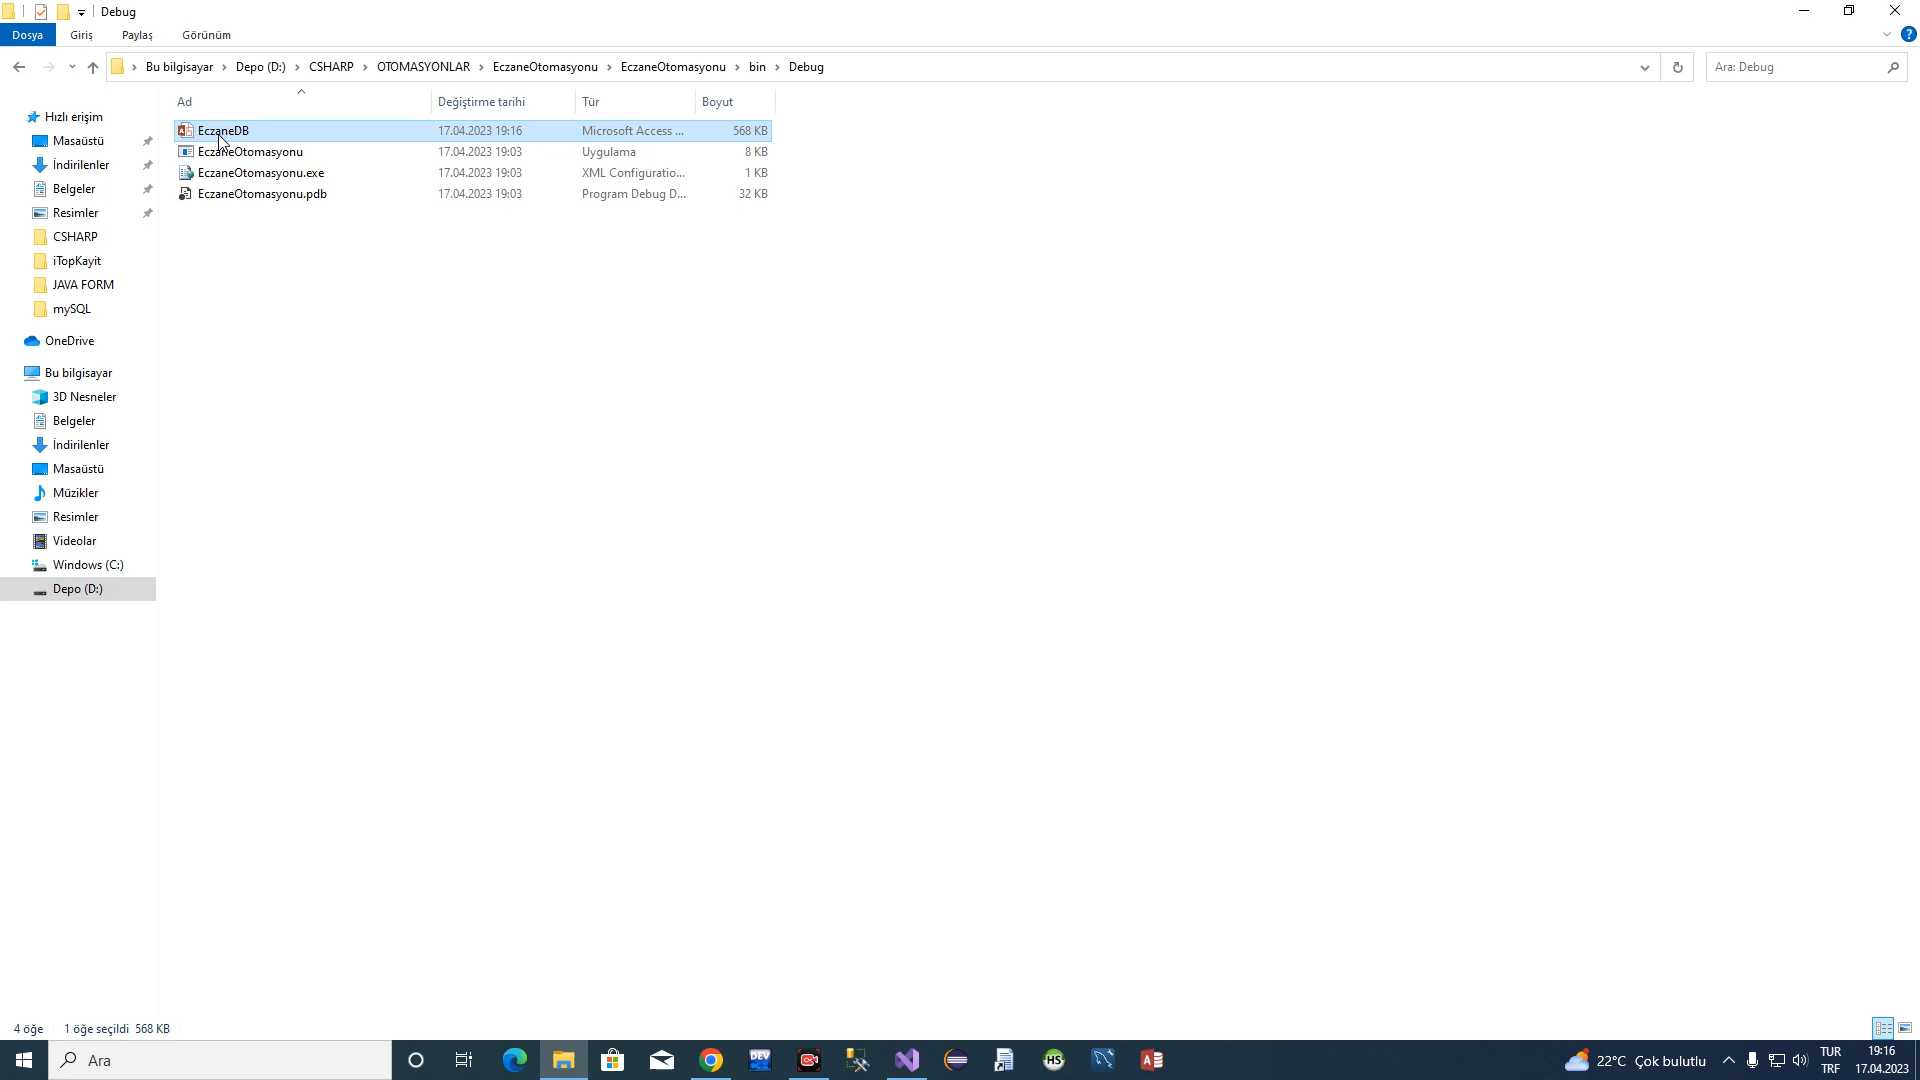 Debug
Dosya Giriş Paylaş Görünüm
Bu bilgisayar › Depo (D:) › CSHARP › OTOMASYONLAR › EczaneOtomasyonu › EczaneOtomasyonu › bin › Debug
Ara: Debug
Ad Değiştirme tarihi Tür Boyut
EczaneDB 17.04.2023 19:16 Microsoft Access ... 568 KB
EczaneOtomasyonu 17.04.2023 19:03 Uygulama 8 KB
EczaneOtomasyonu.exe 17.04.2023 19:03 XML Configuratio... 1 KB
EczaneOtomasyonu.pdb 17.04.2023 19:03 Program Debug D... 32 KB
Hızlı erişim
Masaüstü
İndirilenler
Belgeler
Resimler
CSHARP
iTopKayit
JAVA FORM
mySQL
OneDrive
Bu bilgisayar
3D Nesneler
Belgeler
İndirilenler
Masaüstü
Müzikler
Resimler
Videolar
Windows (C:)
Depo (D:)
4 öğe 1 öğe seçildi 568 KB
Ara
DEV
HS
22°C Çok bulutlu
TUR
TRF
19:16
17.04.2023